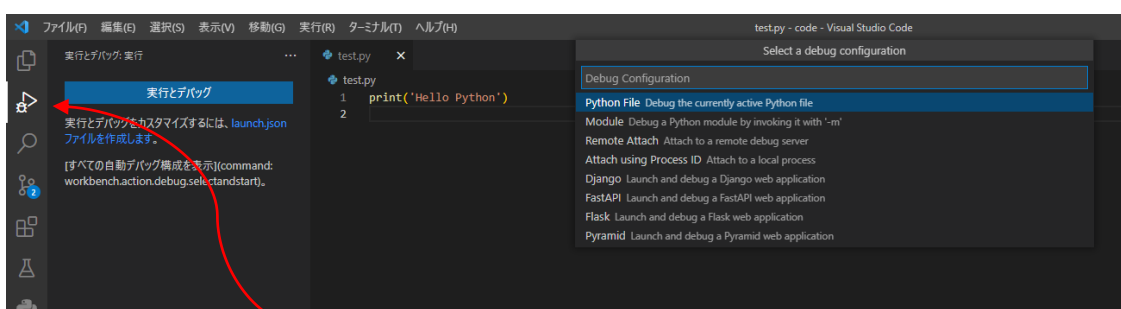 ファイル(F) 編集(E) 選択(S) 表示(V) 移動(G) 実行(R) ターミナル(T) ヘルプ(H)
test.py - code - Visual Studio Code
実行とデバッグ: 実行 ···
実行とデバッグ
実行とデバッグをカスタマイズするには、launch.json
ファイルを作成します。
[すべての自動デバッグ構成を表示](command:
workbench.action.debug.selectandstart)。
2
test.py ×
test.py
1 print('Hello Python')
2
Select a debug configuration
Debug Configuration
Python File Debug the currently active Python file
Module Debug a Python module by invoking it with '-m'
Remote Attach Attach to a remote debug server
Attach using Process ID Attach to a local process
Django Launch and debug a Django web application
FastAPI Launch and debug a FastAPI web application
Flask Launch and debug a Flask web application
Pyramid Launch and debug a Pyramid web application